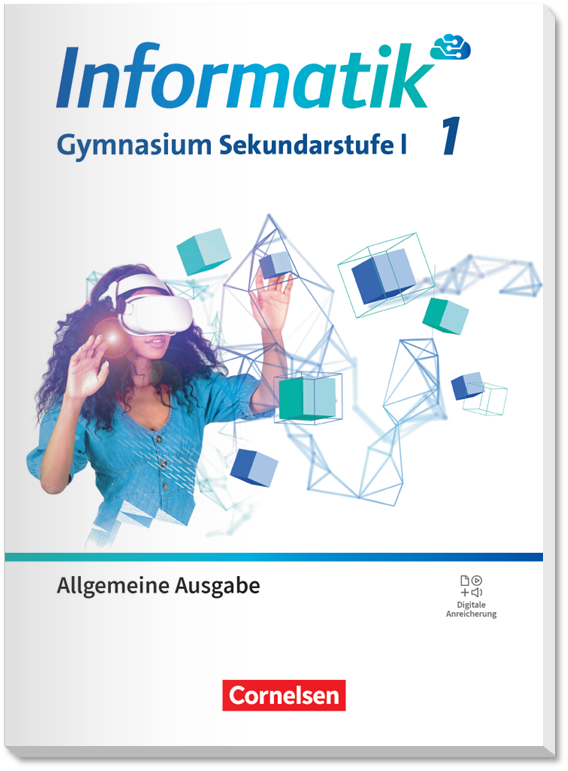 Informatik
Gymnasium Sekundarstufe I 1
Allgemeine Ausgabe
Digitale
Anreicherung
Cornelsen